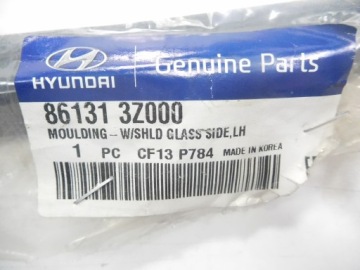 HYUNDAI
Genuine Parts
86131 3Z000
MOULDING-W/SHLD GLASS SIDE,LH
1 PC CF13 P784 MADE IN KOREA